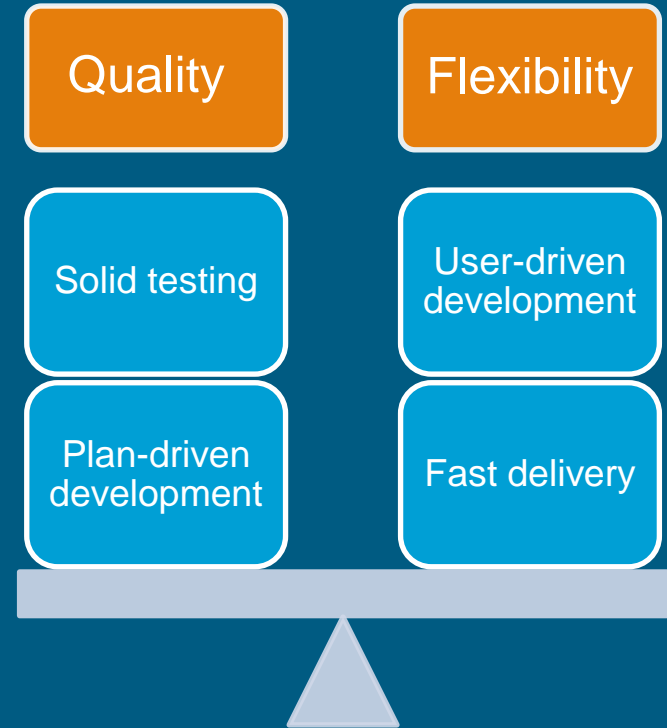 Quality
Flexibility
Solid testing
User-driven
development
Plan-driven
development
Fast delivery